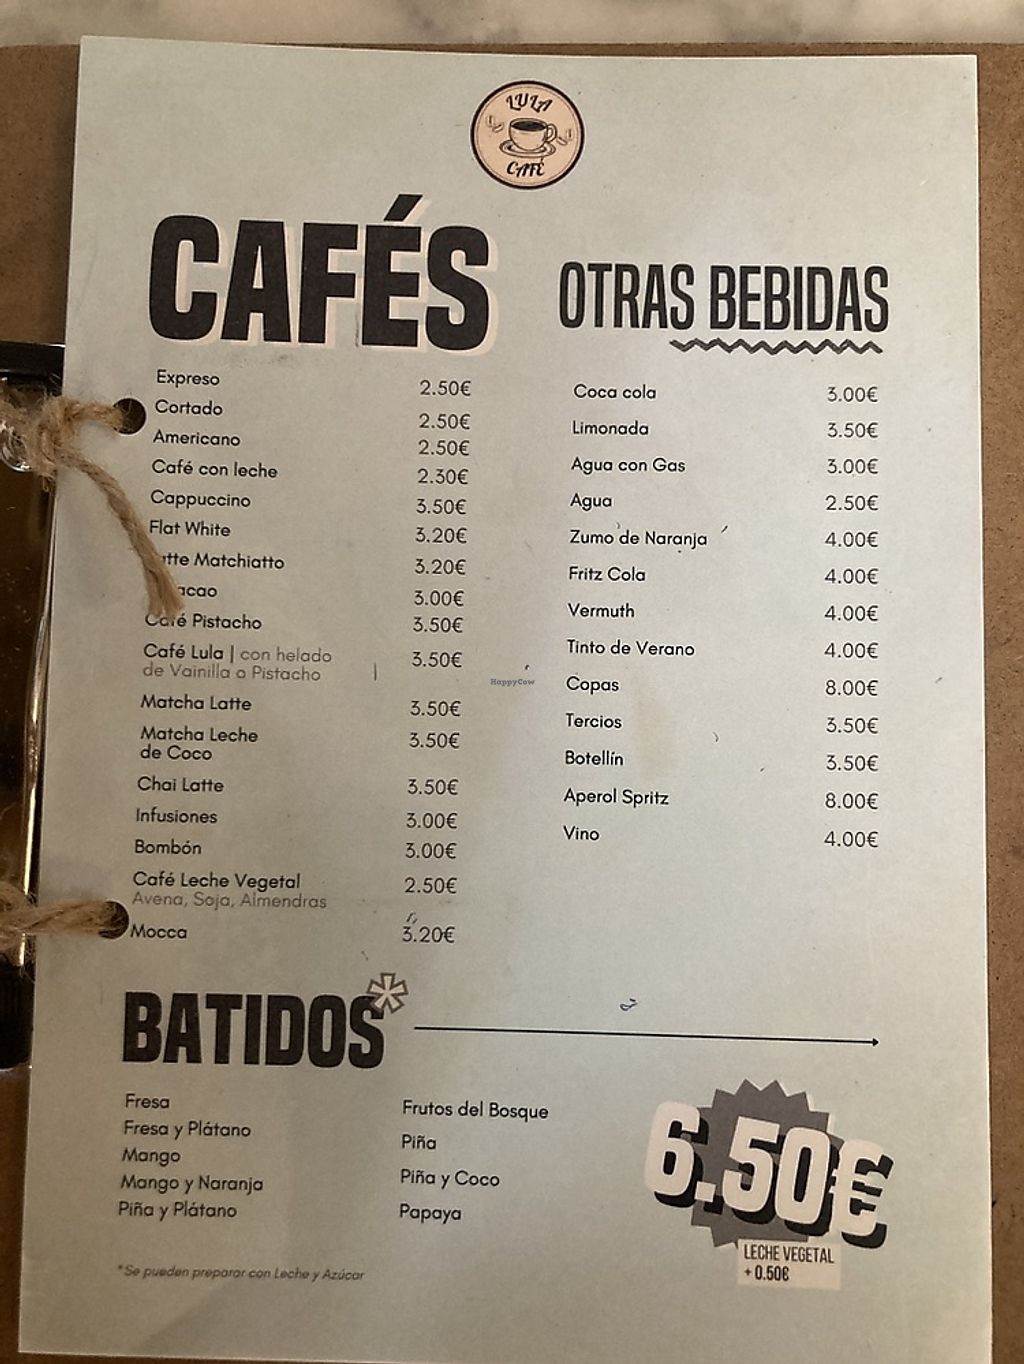 LULA
CAFÉ
CAFÉS
Expreso 2.50€
Cortado 2.50€
Americano 2.50€
Café con leche 2.30€
Cappuccino 3.50€
Flat White 3.20€
Matchiatto 3.20€
3.00€
Café Pistacho 3.50€
Café Lula | con helado 3.50€
de Vainilla o Pistacho
Matcha Latte 3.50€
Matcha Leche 3.50€
de Coco
Chai Latte 3.50€
Infusiones 3.00€
Bombón 3.00€
Café Leche Vegetal 2.50€
Avena, Soja, Almendras
Mocca 3.20€
OTRAS BEBIDAS
Coca cola 3.00€
Limonada 3.50€
Agua con Gas 3.00€
Agua 2.50€
Zumo de Naranja 4.00€
Fritz Cola 4.00€
Vermuth 4.00€
Tinto de Verano 4.00€
Copas 8.00€
Tercios 3.50€
Botellín 3.50€
Aperol Spritz 8.00€
Vino 4.00€
HappyCow
BATIDOS*
Fresa
Fresa y Plátano
Mango
Mango y Naranja
Piña y Plátano
Frutos del Bosque
Piña
Piña y Coco
Papaya
6.50€
LECHE VEGETAL
+ 0.50€
*Se pueden preparar con Leche y Azúcar